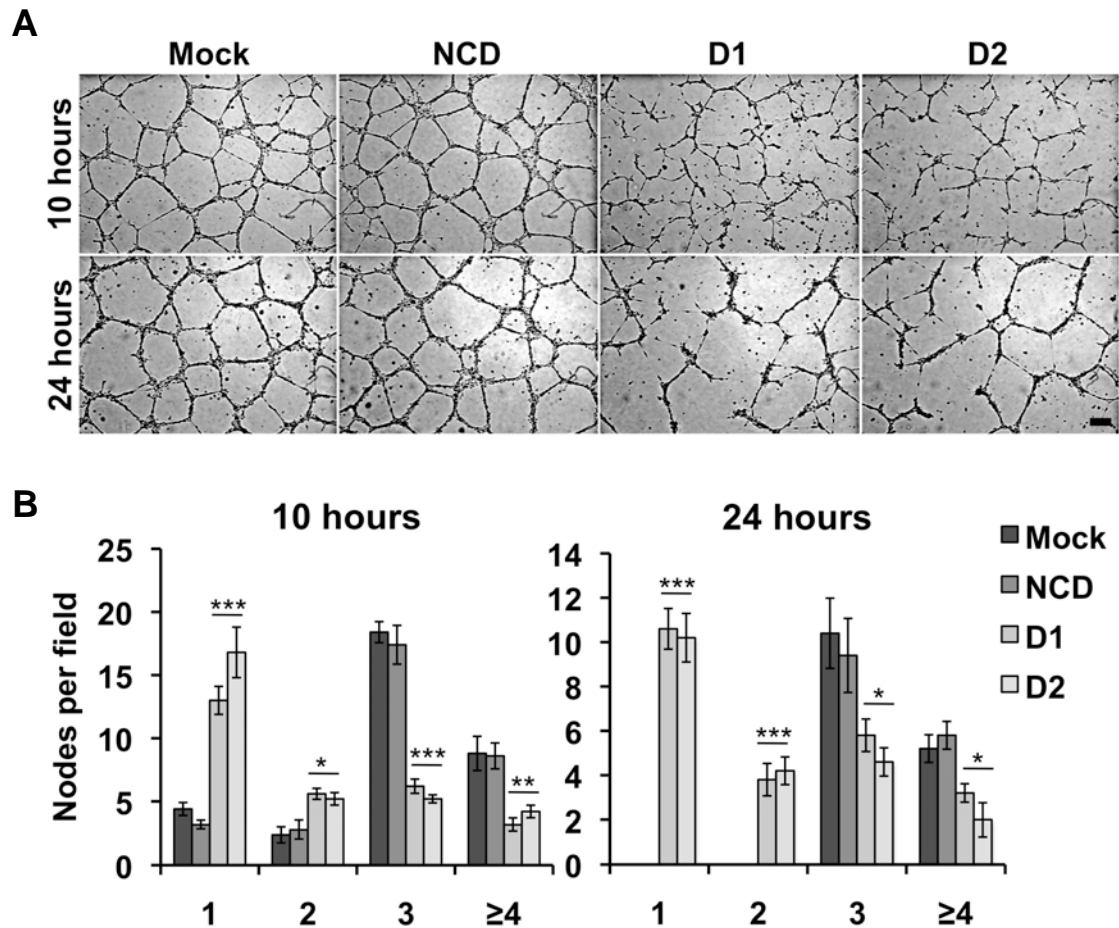 A
Mock NCD D1 D2
10 hours
24 hours
B
10 hours 24 hours
Nodes per field
25
20
15
10
5
0
*** * *** **
1 2 3 ≥4
14
12
10
8
6
4
2
0
*** *** * *
1 2 3 ≥4
Mock
NCD
D1
D2